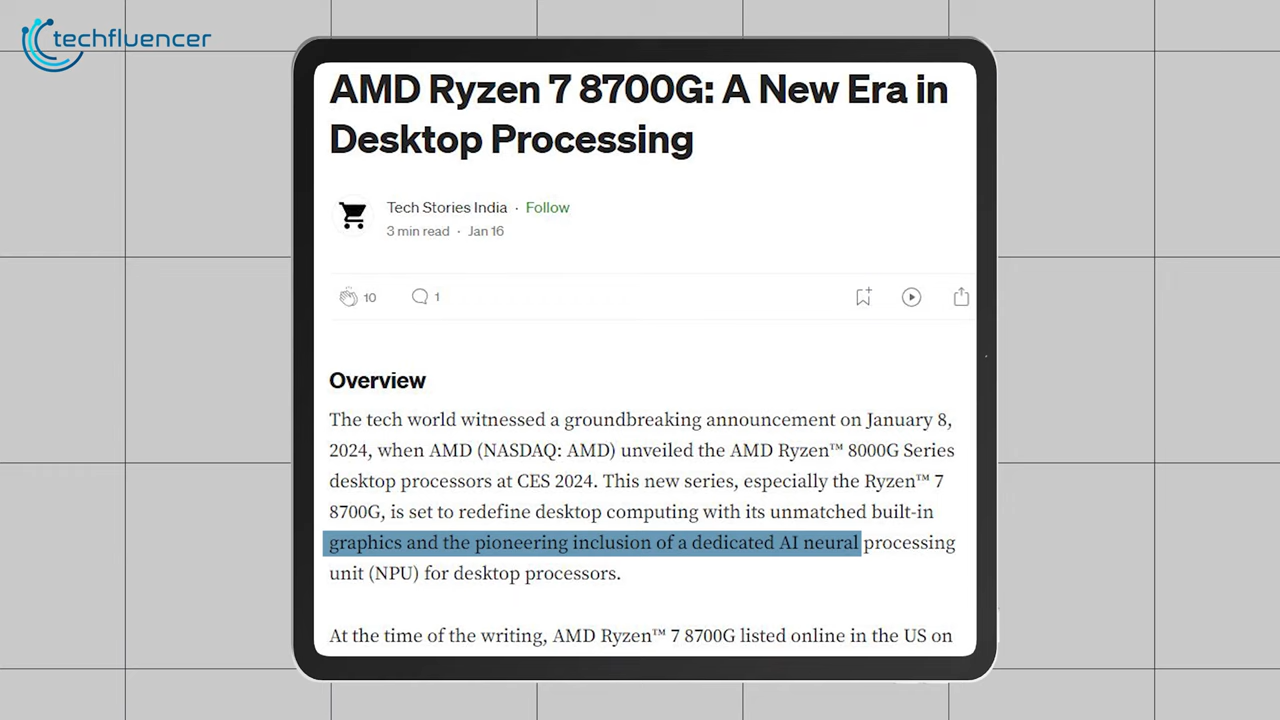 techfluencer
AMD Ryzen 7 8700G: A New Era in
Desktop Processing
Tech Stories India · Follow
3 min read · Jan 16
10 1
Overview
The tech world witnessed a groundbreaking announcement on January 8,
2024, when AMD (NASDAQ: AMD) unveiled the AMD Ryzen™ 8000G Series
desktop processors at CES 2024. This new series, especially the Ryzen™ 7
8700G, is set to redefine desktop computing with its unmatched built-in
graphics and the pioneering inclusion of a dedicated AI neural processing
unit (NPU) for desktop processors.
At the time of the writing, AMD Ryzen™ 7 8700G listed online in the US on